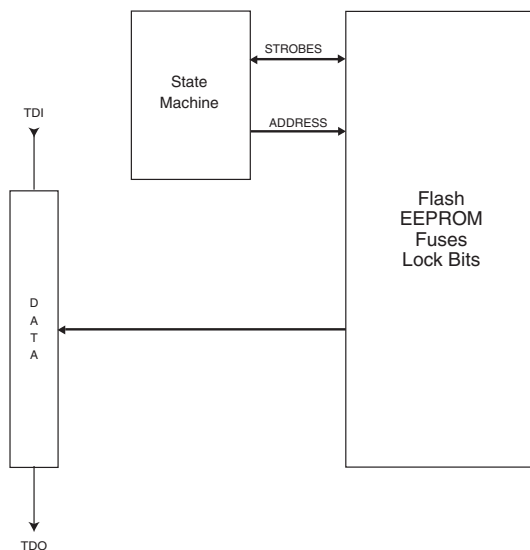 STROBES
State
Machine
ADDRESS
TDI
Flash
EEPROM
Fuses
Lock Bits
D
A
T
A
TDO